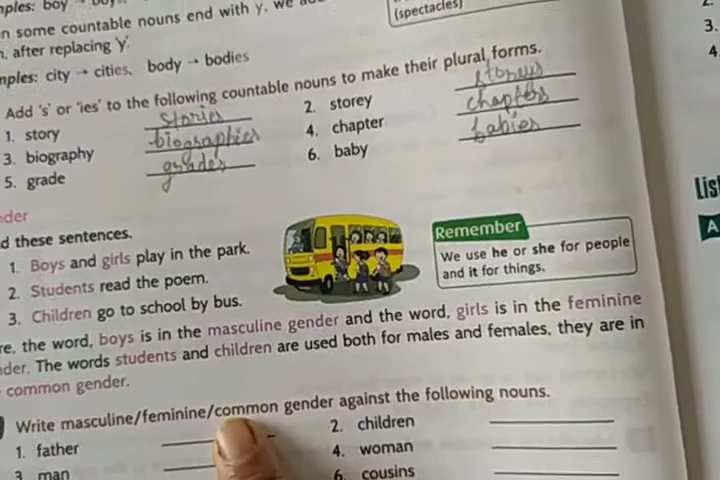 mples: boy → boy
n some countable nouns end with y, we
, after replacing 'y'.
mples: city → cities, body → bodies
(spectacles)
2.
3.
4.
Add 's' or 'ies' to the following countable nouns to make their plural forms.
1. story stories 2. storey storeys
3. biography biographies 4. chapter chapters
5. grade grades 6. baby babies
nder
d these sentences.
1. Boys and girls play in the park.
2. Students read the poem.
3. Children go to school by bus.
Remember
We use he or she for people
and it for things.
re, the word, boys is in the masculine gender and the word, girls is in the feminine
nder. The words students and children are used both for males and females, they are in
common gender.
Write masculine/feminine/common gender against the following nouns.
1. father 2. children
3. man 4. woman
6. cousins
List
A